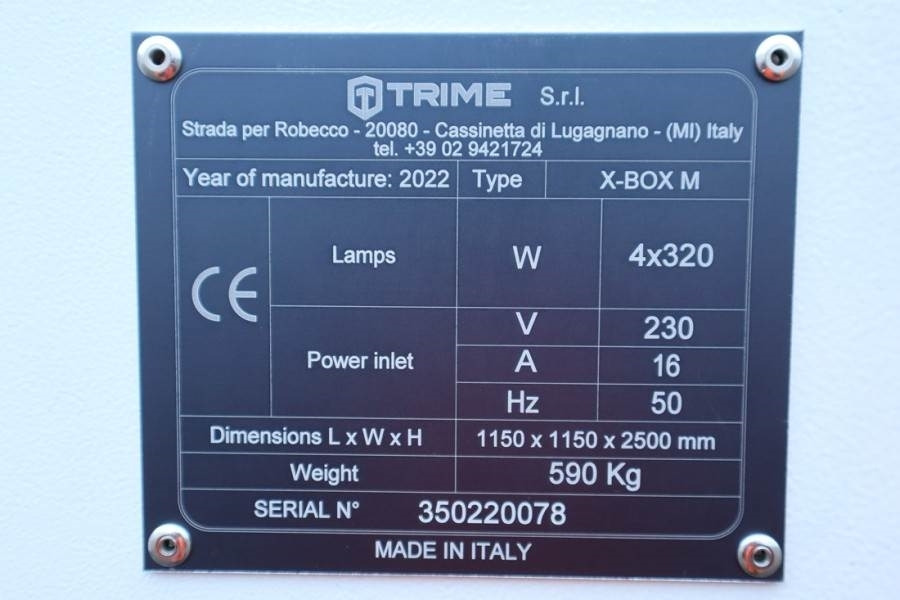 TRIME S.r.l.
Strada per Robecco - 20080 - Cassinetta di Lugagnano - (MI) Italy
tel. +39 02 9421724
Year of manufacture: 2022 Type X-BOX M
CE
Lamps W 4x320
Power inlet
V 230
A 16
Hz 50
Dimensions L x W x H 1150 x 1150 x 2500 mm
Weight 590 Kg
SERIAL N° 350220078
MADE IN ITALY